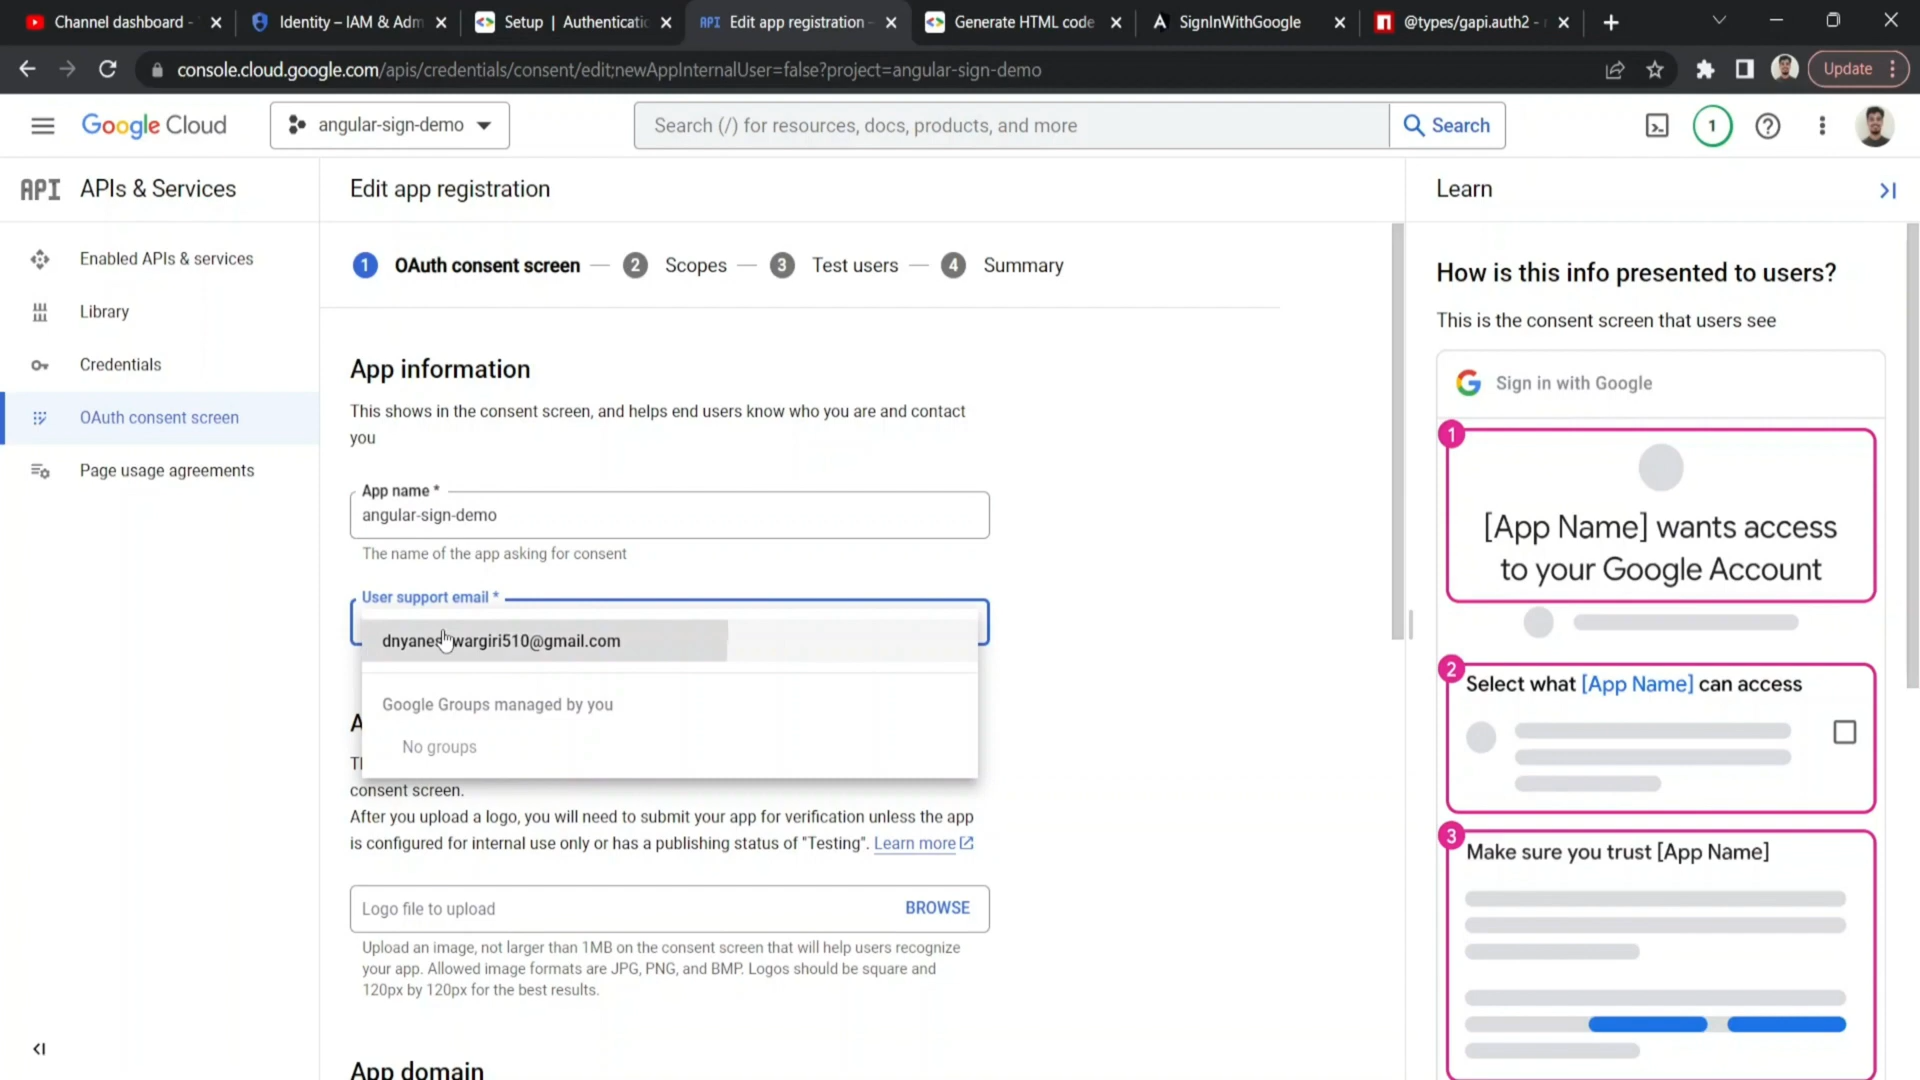 Channel dashboard -
Identity – IAM & Adm
Setup | Authenticatic
API Edit app registration -
Generate HTML code
SignInWithGoogle
@types/gapi.auth2 -
console.cloud.google.com/apis/credentials/consent/edit;newAppInternalUser=false?project=angular-sign-demo
Update
Google Cloud
angular-sign-demo
Search (/) for resources, docs, products, and more
Search
1
API APIs & Services
Edit app registration
Learn
Enabled APIs & services
Library
Credentials
OAuth consent screen
Page usage agreements
1 OAuth consent screen — 2 Scopes — 3 Test users — 4 Summary
App information
This shows in the consent screen, and helps end users know who you are and contact
you
App name *
angular-sign-demo
The name of the app asking for consent
User support email *
dnyaneshwargiri510@gmail.com
Google Groups managed by you
No groups
consent screen.
After you upload a logo, you will need to submit your app for verification unless the app
is configured for internal use only or has a publishing status of "Testing". Learn more
Logo file to upload
BROWSE
Upload an image, not larger than 1MB on the consent screen that will help users recognize
your app. Allowed image formats are JPG, PNG, and BMP. Logos should be square and
120px by 120px for the best results.
App domain
How is this info presented to users?
This is the consent screen that users see
Sign in with Google
1
[App Name] wants access
to your Google Account
2
Select what [App Name] can access
3
Make sure you trust [App Name]